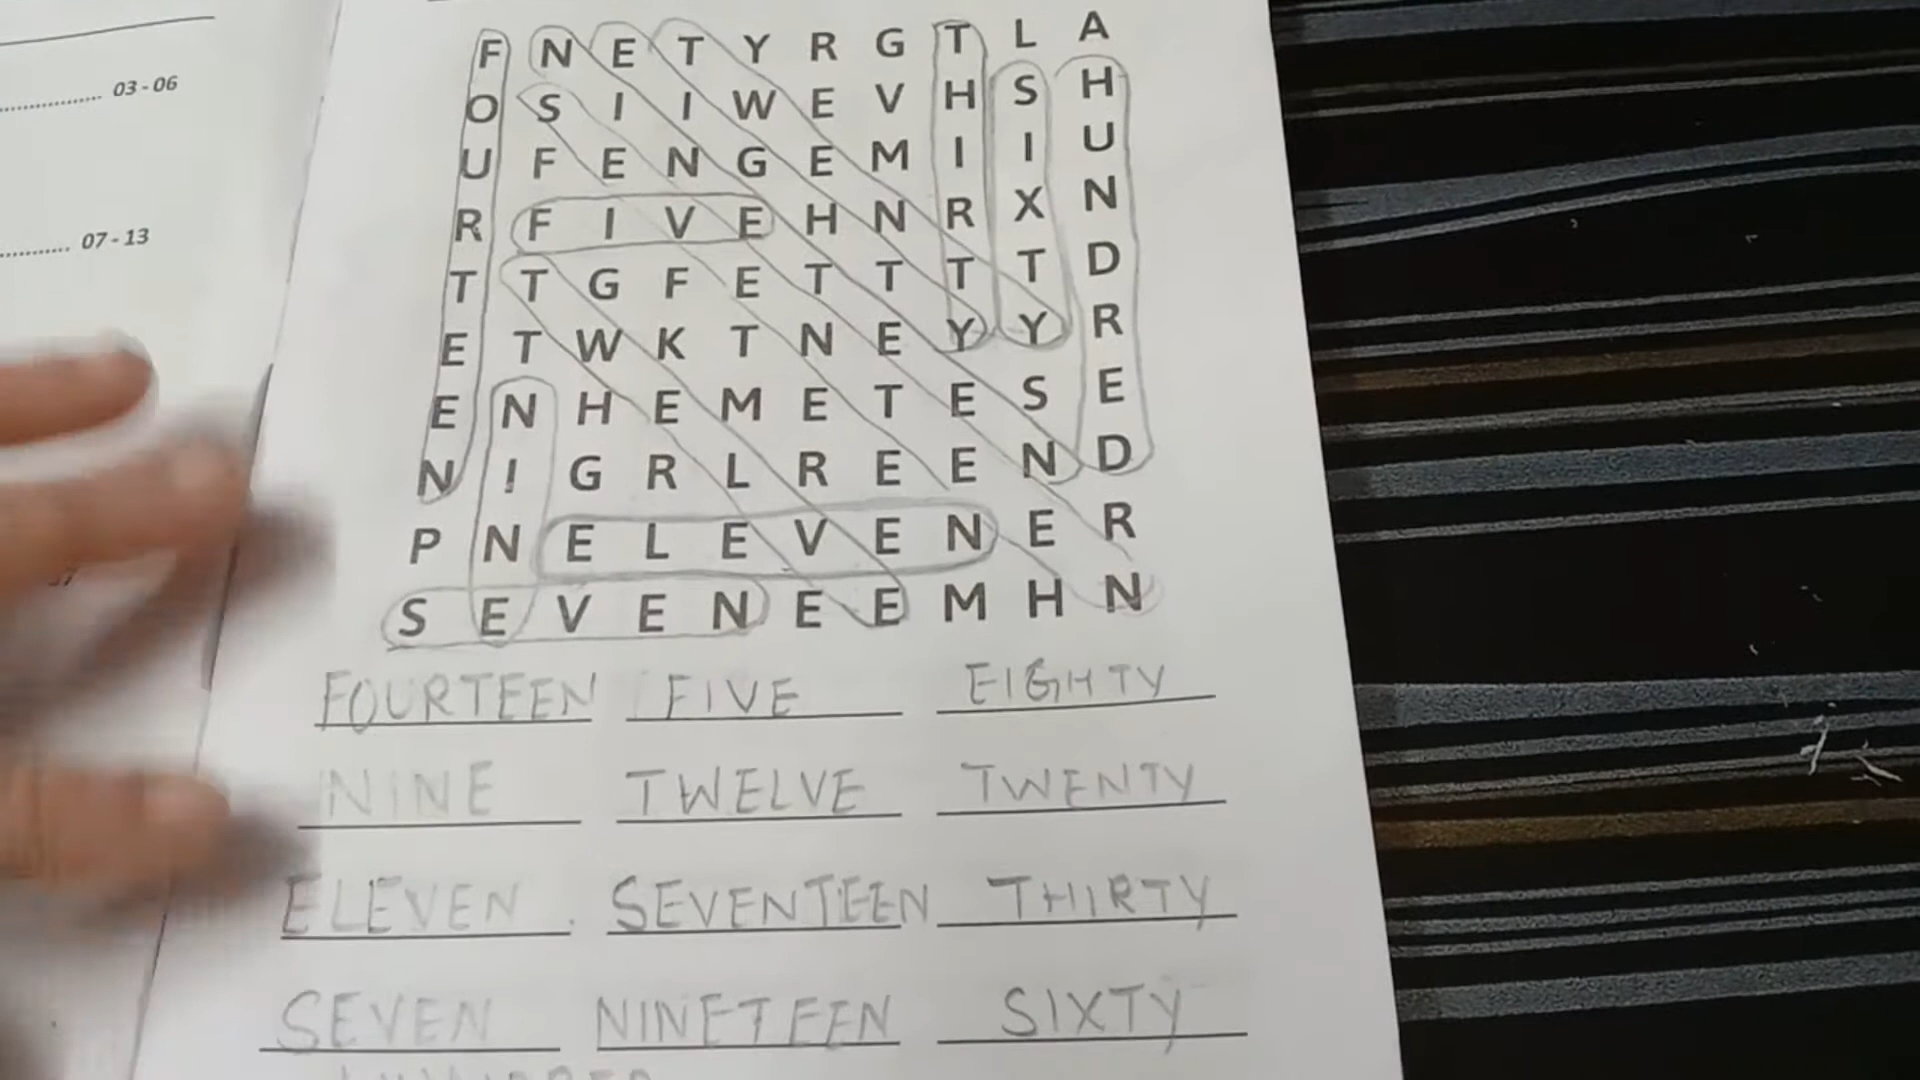 03 - 06
07 - 13
F N E T Y R G T L A
O S I I W E V H S H
U F E N G E M I I U
R F I V E H N R X N
T T G F E T T T T D
E T W K T N E Y Y R
E N H E M E T E S E
N I G R L R E E N D
P N E L E V E N E R
S E V E N E E M H N
FOURTEEN FIVE EIGHTY
NINE TWELVE TWENTY
ELEVEN SEVENTEEN THIRTY
SEVEN NINETEEN SIXTY